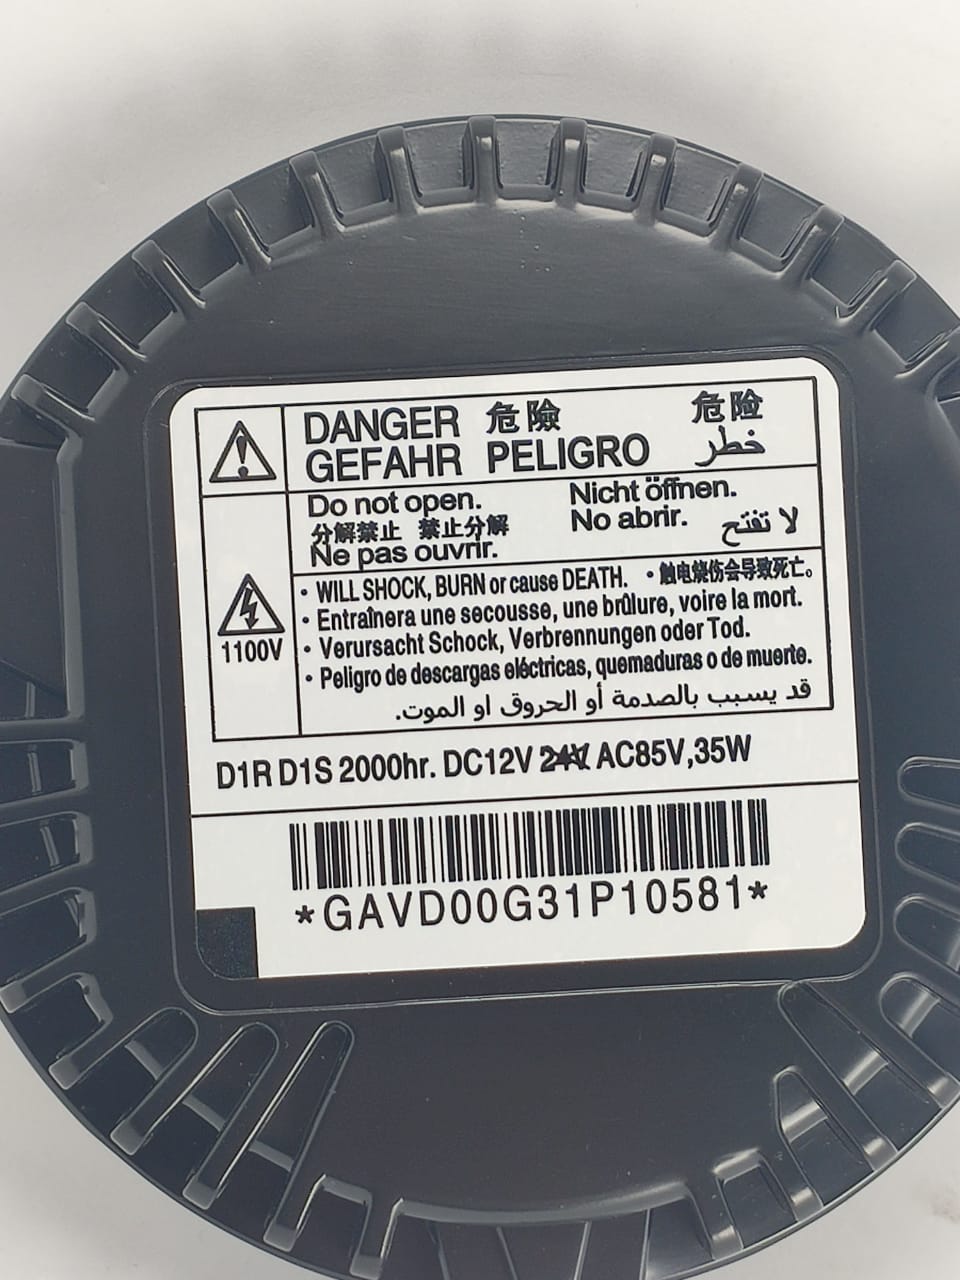 DANGER 危險 危险
GEFAHR PELIGRO خطر
Do not open. Nicht öffnen.
分解禁止 禁止分解 No abrir. لا تفتح
Ne pas ouvrir.
1100V
• WILL SHOCK, BURN or cause DEATH. • 触电烧伤会导致死亡。
• Entraînera une secousse, une brûlure, voire la mort.
• Verursacht Schock, Verbrennungen oder Tod.
• Peligro de descargas eléctricas, quemaduras o de muerte.
قد يسبب بالصدمة أو الحروق او الموت.
D1R D1S 2000hr. DC12V 24V AC85V,35W
*GAVD00G31P10581*